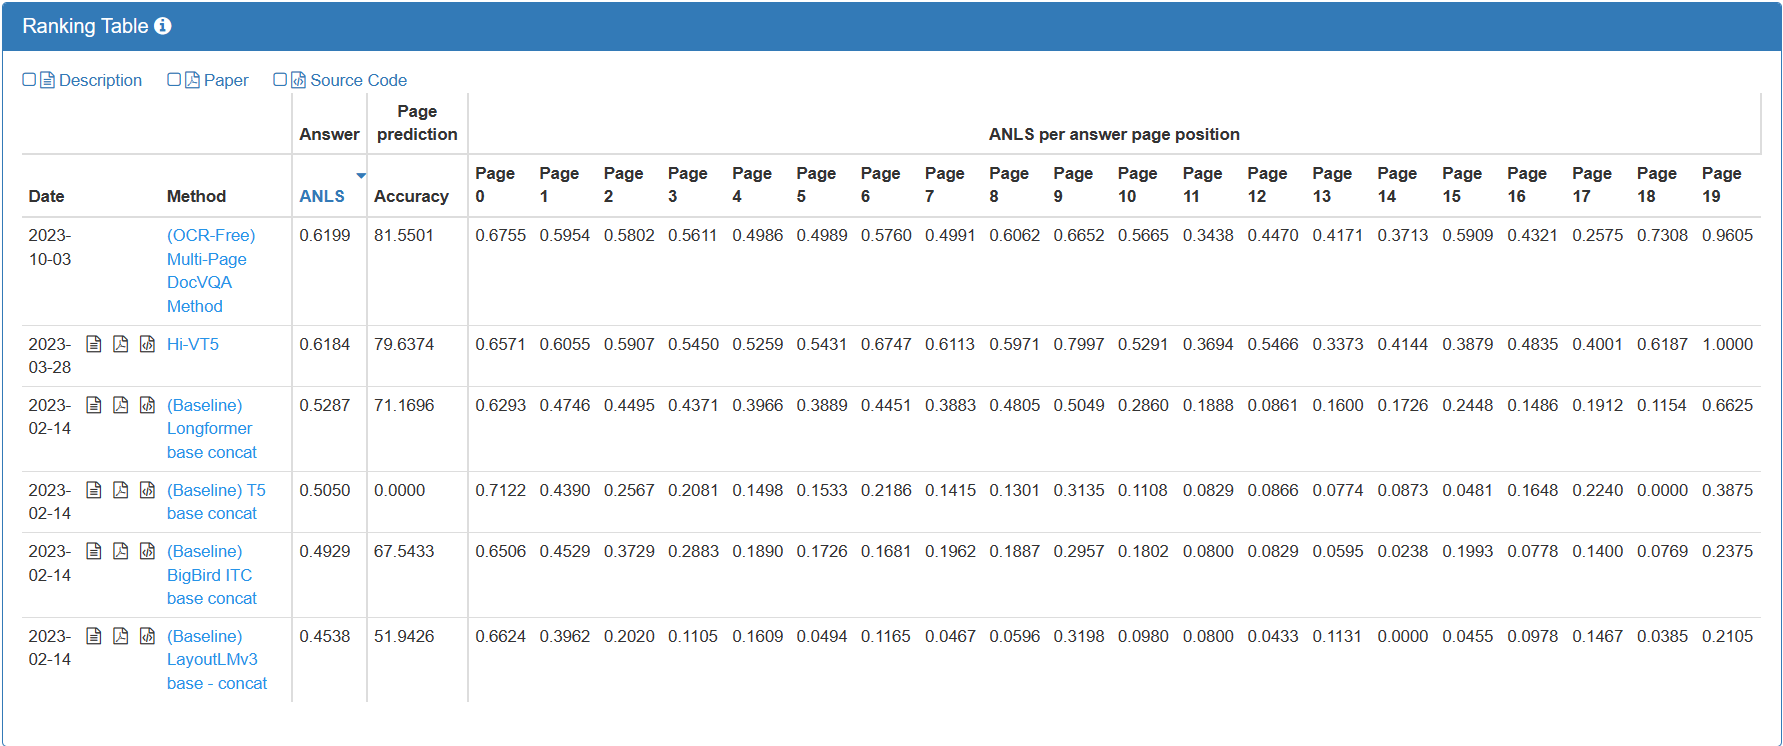 Ranking Table
Description Paper Source Code
Answer Page prediction ANLS per answer page position
Date Method ANLS Accuracy Page 0 Page 1 Page 2 Page 3 Page 4 Page 5 Page 6 Page 7 Page 8 Page 9 Page 10 Page 11 Page 12 Page 13 Page 14 Page 15 Page 16 Page 17 Page 18 Page 19
2023-10-03 (OCR-Free) Multi-Page DocVQA Method 0.6199 81.5501 0.6755 0.5954 0.5802 0.5611 0.4986 0.4989 0.5760 0.4991 0.6062 0.6652 0.5665 0.3438 0.4470 0.4171 0.3713 0.5909 0.4321 0.2575 0.7308 0.9605
2023-03-28 Hi-VT5 0.6184 79.6374 0.6571 0.6055 0.5907 0.5450 0.5259 0.5431 0.6747 0.6113 0.5971 0.7997 0.5291 0.3694 0.5466 0.3373 0.4144 0.3879 0.4835 0.4001 0.6187 1.0000
2023-02-14 (Baseline) Longformer base concat 0.5287 71.1696 0.6293 0.4746 0.4495 0.4371 0.3966 0.3889 0.4451 0.3883 0.4805 0.5049 0.2860 0.1888 0.0861 0.1600 0.1726 0.2448 0.1486 0.1912 0.1154 0.6625
2023-02-14 (Baseline) T5 base concat 0.5050 0.0000 0.7122 0.4390 0.2567 0.2081 0.1498 0.1533 0.2186 0.1415 0.1301 0.3135 0.1108 0.0829 0.0866 0.0774 0.0873 0.0481 0.1648 0.2240 0.0000 0.3875
2023-02-14 (Baseline) BigBird ITC base concat 0.4929 67.5433 0.6506 0.4529 0.3729 0.2883 0.1890 0.1726 0.1681 0.1962 0.1887 0.2957 0.1802 0.0800 0.0829 0.0595 0.0238 0.1993 0.0778 0.1400 0.0769 0.2375
2023-02-14 (Baseline) LayoutLMv3 base - concat 0.4538 51.9426 0.6624 0.3962 0.2020 0.1105 0.1609 0.0494 0.1165 0.0467 0.0596 0.3198 0.0980 0.0800 0.0433 0.1131 0.0000 0.0455 0.0978 0.1467 0.0385 0.2105